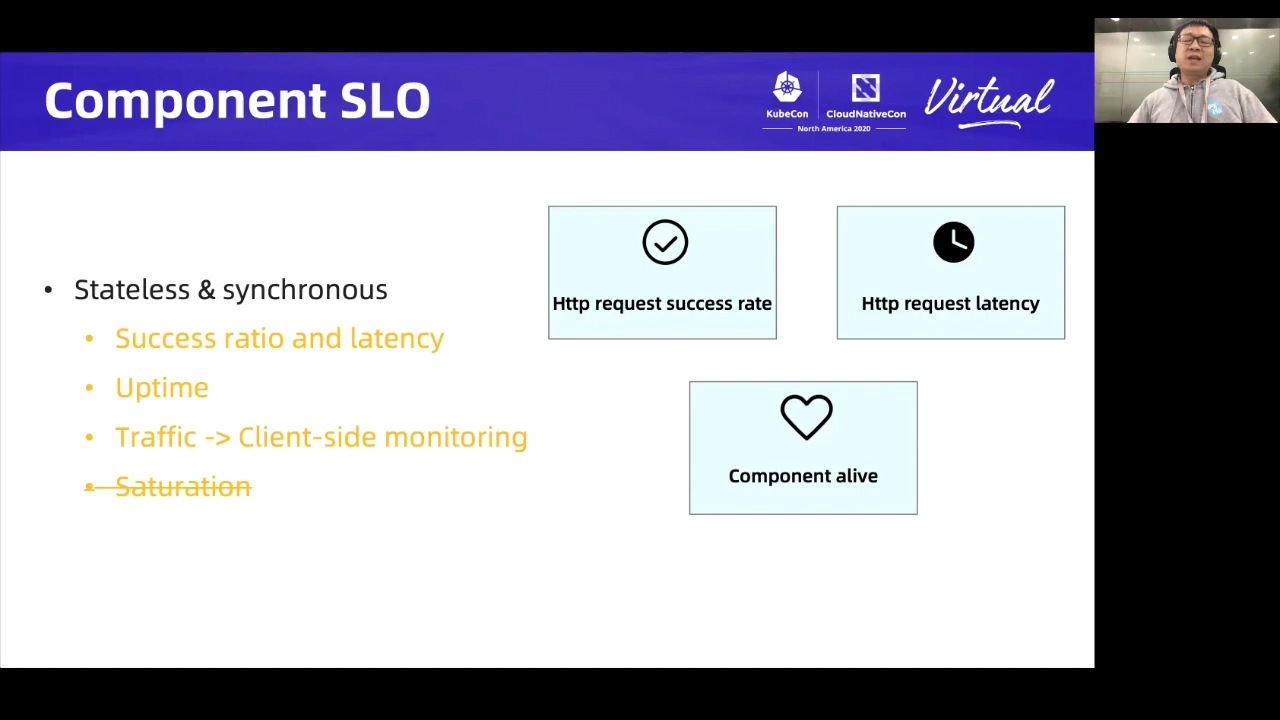 Component SLO
KubeCon
CloudNativeCon
North America 2020
Virtual
Stateless & synchronous
Success ratio and latency
Uptime
Traffic -> Client-side monitoring
Saturation
Http request success rate
Http request latency
Component alive